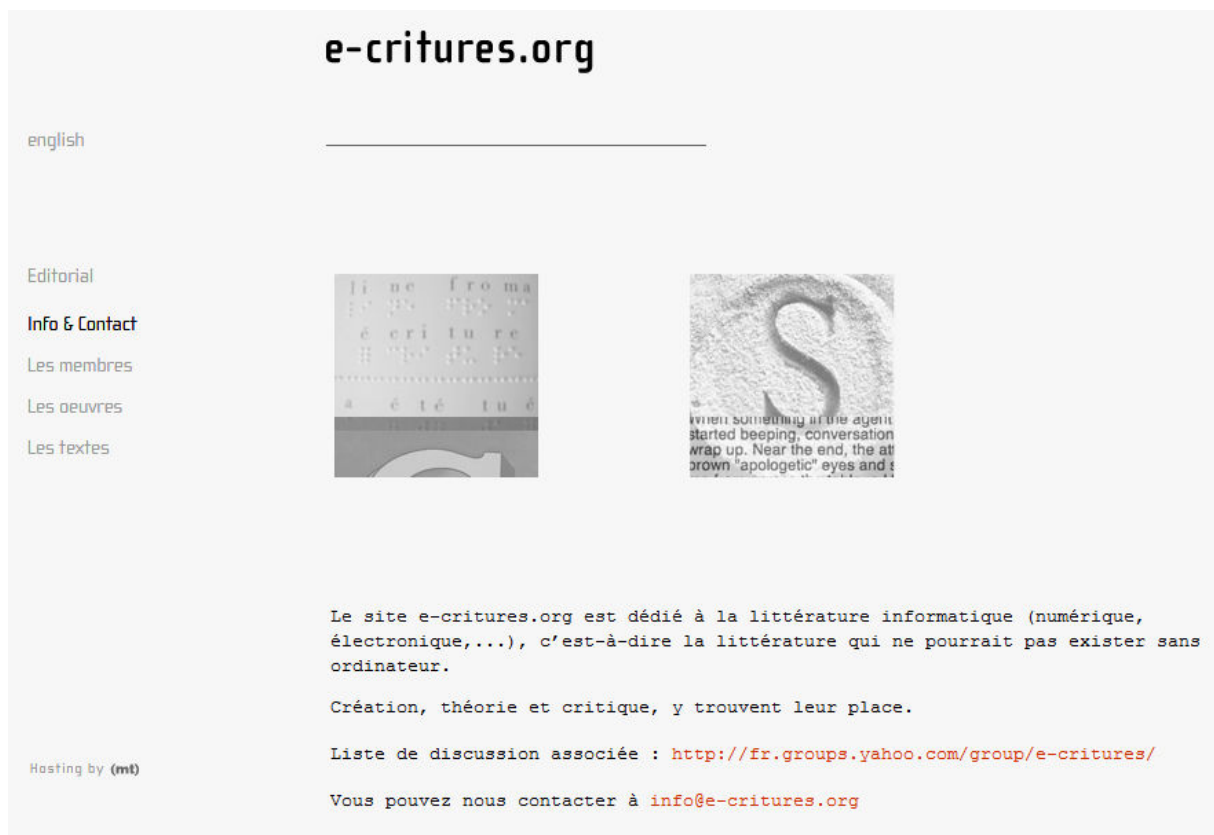 e-critures.org
english
Editorial
Info & Contact
Les membres
Les oeuvres
Les textes
li ne froma
é cri tu re
a é té tu é
S
When something in the agent
started beeping, conversation
wrap up. Near the end, the att
brown "apologetic" eyes and s
Le site e-critures.org est dédié à la littérature informatique (numérique,
électronique,...), c’est-à-dire la littérature qui ne pourrait pas exister sans
ordinateur.
Création, théorie et critique, y trouvent leur place.
Liste de discussion associée : http://fr.groups.yahoo.com/group/e-critures/
Vous pouvez nous contacter à info@e-critures.org
Hosting by (mt)